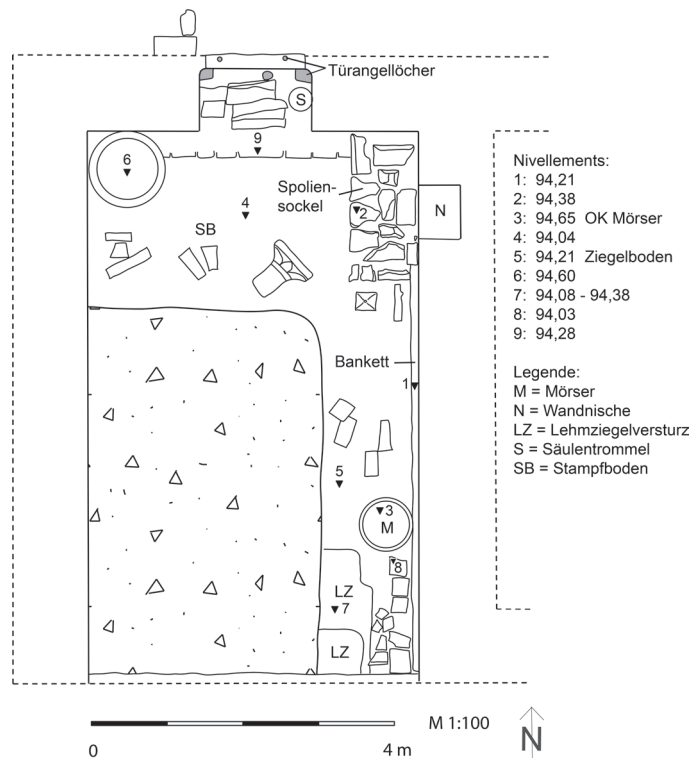 Türangellöcher
S
9
6
Spolien-
sockel
4
2
N
SB
Bankett
1
5
3
M
8
LZ
7
LZ
Nivellements:
1: 94,21
2: 94,38
3: 94,65 OK Mörser
4: 94,04
5: 94,21 Ziegelboden
6: 94,60
7: 94,08 - 94,38
8: 94,03
9: 94,28
Legende:
M = Mörser
N = Wandnische
LZ = Lehmziegelversturz
S = Säulentrommel
SB = Stampfboden
M 1:100
0
4 m
N